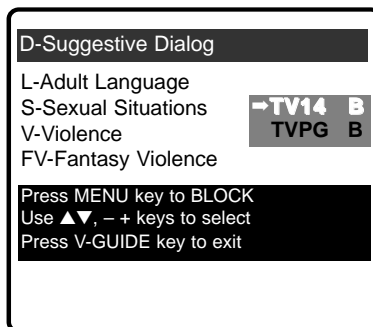 D-Suggestive Dialog
L-Adult Language
S-Sexual Situations
➡TV14 B
V-Violence
TVPG B
FV-Fantasy Violence
Press MENU key to BLOCK
Use ▲▼, – + keys to select
Press V-GUIDE key to exit